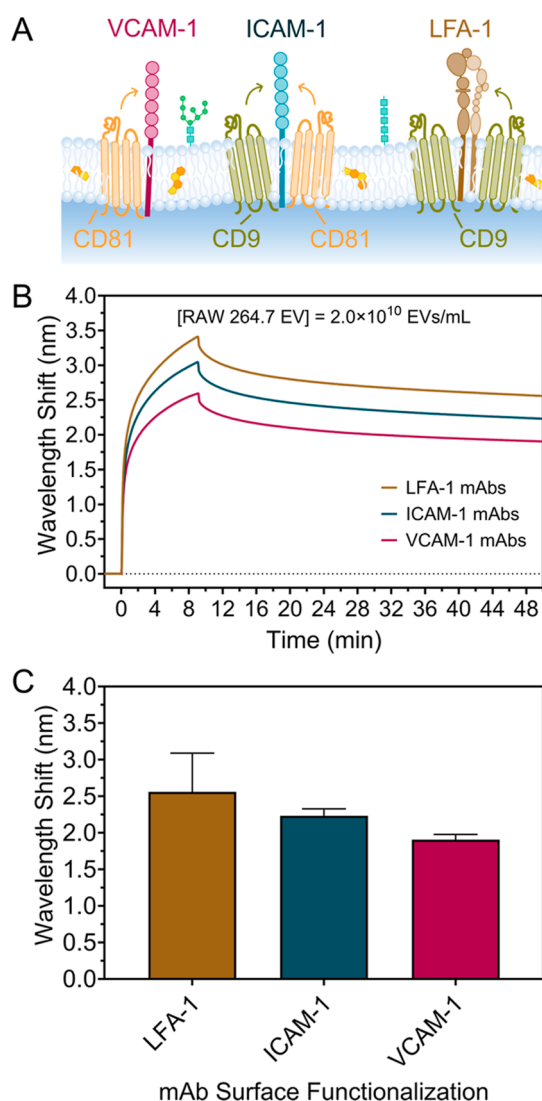 A
VCAM-1 ICAM-1 LFA-1
CD81 CD9 CD81 CD9
B
[RAW 264.7 EV] = 2.0×10¹⁰ EVs/mL
Wavelength Shift (nm)
4.0
3.5
3.0
2.5
2.0
1.5
1.0
0.5
0.0
LFA-1 mAbs
ICAM-1 mAbs
VCAM-1 mAbs
0 4 8 12 16 20 24 28 32 36 40 44 48
Time (min)
C
Wavelength Shift (nm)
4.0
3.5
3.0
2.5
2.0
1.5
1.0
0.5
0.0
LFA-1 ICAM-1 VCAM-1
mAb Surface Functionalization